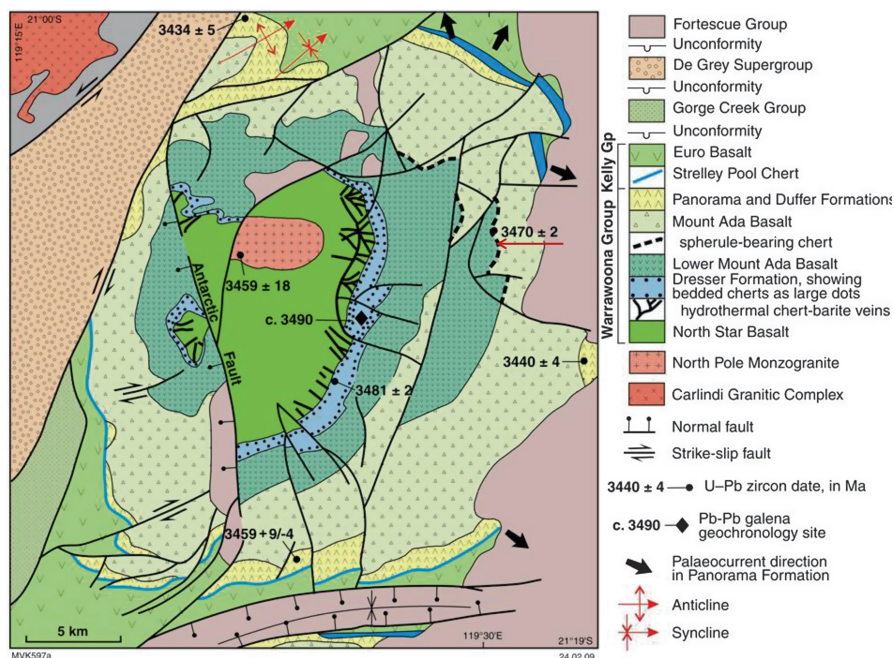 21°00'S
119°15'E
3434 ± 5
3470 ± 2
3459 ± 18
Antarctic
Fault
c. 3490
3440 ± 4
3481 ± 2
3459 +9/-4
5 km
119°30'E
21°19'S
MVK597a
24.02.09
Fortescue Group
Unconformity
De Grey Supergroup
Unconformity
Gorge Creek Group
Unconformity
Kelly Gp
Euro Basalt
Strelley Pool Chert
Warrawoona Group
Panorama and Duffer Formations
Mount Ada Basalt
spherule-bearing chert
Lower Mount Ada Basalt
Dresser Formation, showing
bedded cherts as large dots
hydrothermal chert-barite veins
North Star Basalt
North Pole Monzogranite
Carlindi Granitic Complex
Normal fault
Strike-slip fault
3440 ± 4 U–Pb zircon date, in Ma
c. 3490 Pb-Pb galena
geochronology site
Palaeocurrent direction
in Panorama Formation
Anticline
Syncline